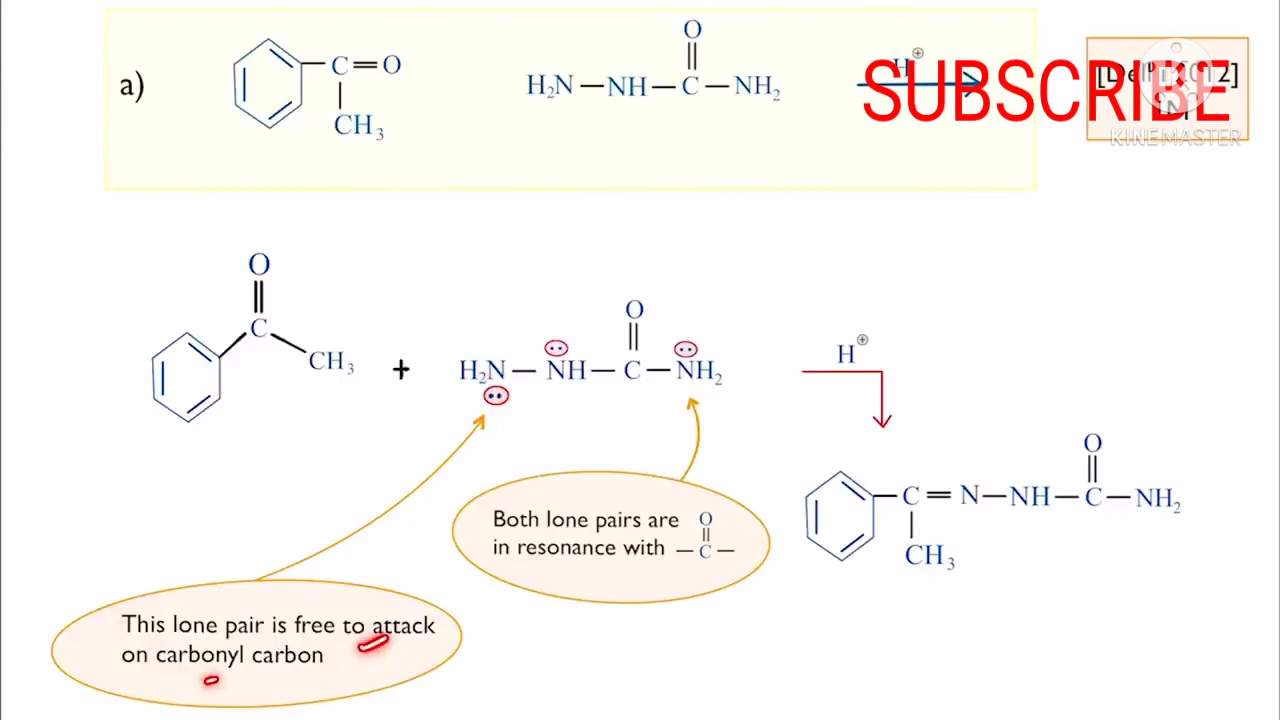 a)
C=O
CH3
O
H2N—NH—C—NH2
H⊕
SUBSCRIBE
KINEMASTER
O
C
CH3
+
O
H2N—NH—C—NH2
H⊕
O
C=N—NH—C—NH2
CH3
Both lone pairs are
in resonance with —C—
O
This lone pair is free to attack
on carbonyl carbon